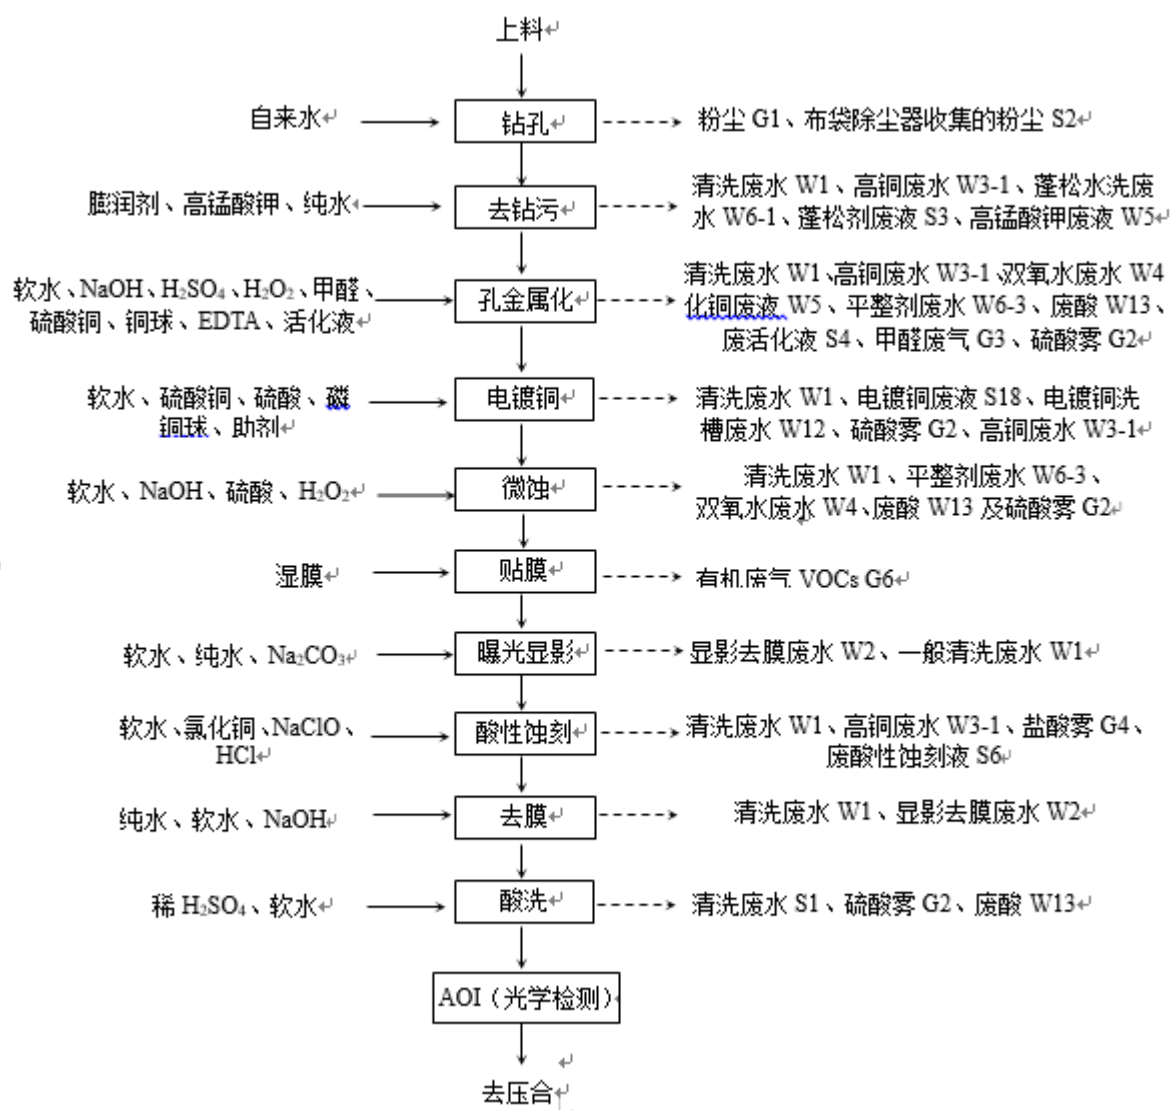 上料
自来水
钻孔
粉尘 G1、布袋除尘器收集的粉尘 S2
膨润剂、高锰酸钾、纯水
去钻污
清洗废水 W1、高铜废水 W3-1、蓬松水洗废
水 W6-1、蓬松剂废液 S3、高锰酸钾废液 W5
软水、NaOH、H₂SO₄、H₂O₂、甲醛、
硫酸铜、铜球、EDTA、活化液
孔金属化
清洗废水 W1、高铜废水 W3-1、双氧水废水 W4
化铜废液 W5、平整剂废水 W6-3、废酸 W13、
废活化液 S4、甲醛废气 G3、硫酸雾 G2
软水、硫酸铜、硫酸、磷
铜球、助剂
电镀铜
清洗废水 W1、电镀铜废液 S18、电镀铜洗
槽废水 W12、硫酸雾 G2、高铜废水 W3-1
软水、NaOH、硫酸、H₂O₂
微蚀
清洗废水 W1、平整剂废水 W6-3、
双氧水废水 W4、废酸 W13 及硫酸雾 G2
湿膜
贴膜
有机废气 VOCs G6
软水、纯水、Na₂CO₃
曝光显影
显影去膜废水 W2、一般清洗废水 W1
软水、氯化铜、NaClO、
HCl
酸性蚀刻
清洗废水 W1、高铜废水 W3-1、盐酸雾 G4、
废酸性蚀刻液 S6
纯水、软水、NaOH
去膜
清洗废水 W1、显影去膜废水 W2
稀 H₂SO₄、软水
酸洗
清洗废水 S1、硫酸雾 G2、废酸 W13
AOI（光学检测）
去压合